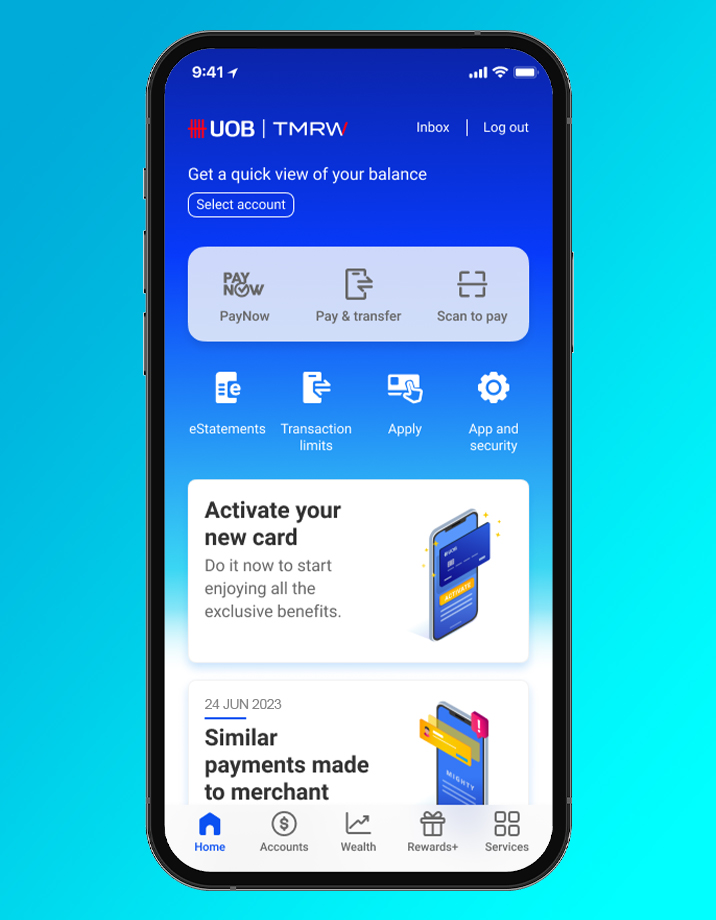 9:41
UOB | TMRW
Inbox | Log out
Get a quick view of your balance
Select account
PAY NOW
PayNow
Pay & transfer
Scan to pay
eStatements
Transaction limits
Apply
App and security
Activate your
new card
Do it now to start
enjoying all the
exclusive benefits.
UOB
ACTIVATE
24 JUN 2023
Similar
payments made
to merchant
MIGHTY
Home
Accounts
Wealth
Rewards+
Services